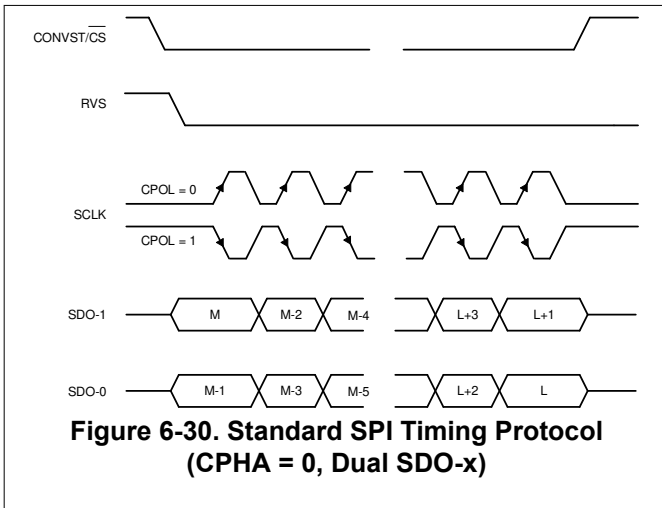 CONVST/CS
RVS
CPOL = 0
SCLK
CPOL = 1
SDO-1 M M-2 M-4 L+3 L+1
SDO-0 M-1 M-3 M-5 L+2 L
Figure 6-30. Standard SPI Timing Protocol
(CPHA = 0, Dual SDO-x)